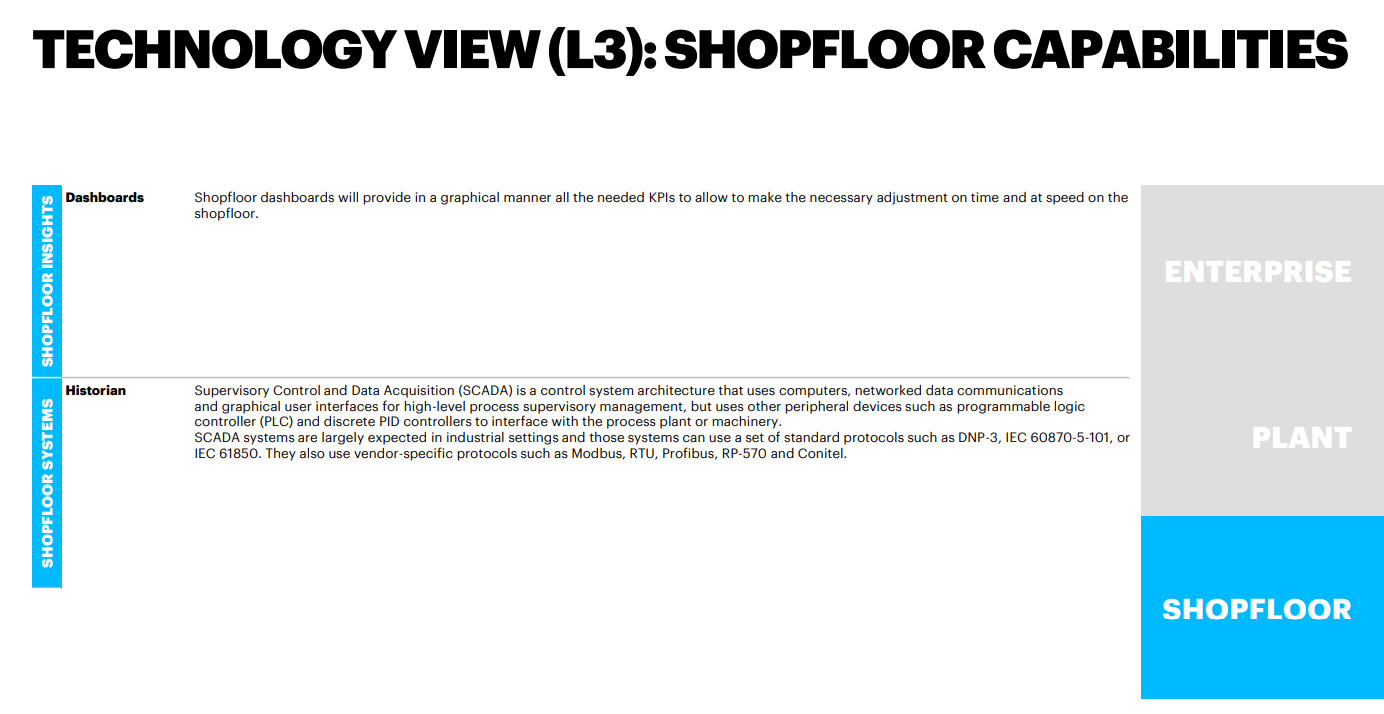 TECHNOLOGY VIEW (L3): SHOPFLOOR CAPABILITIES
SHOPFLOOR INSIGHTS
Dashboards
Shopfloor dashboards will provide in a graphical manner all the needed KPIs to allow to make the necessary adjustment on time and at speed on the
shopfloor.
SHOPFLOOR SYSTEMS
Historian
Supervisory Control and Data Acquisition (SCADA) is a control system architecture that uses computers, networked data communications
and graphical user interfaces for high-level process supervisory management, but uses other peripheral devices such as programmable logic
controller (PLC) and discrete PID controllers to interface with the process plant or machinery.
SCADA systems are largely expected in industrial settings and those systems can use a set of standard protocols such as DNP-3, IEC 60870-5-101, or
IEC 61850. They also use vendor-specific protocols such as Modbus, RTU, Profibus, RP-570 and Conitel.
ENTERPRISE
PLANT
SHOPFLOOR